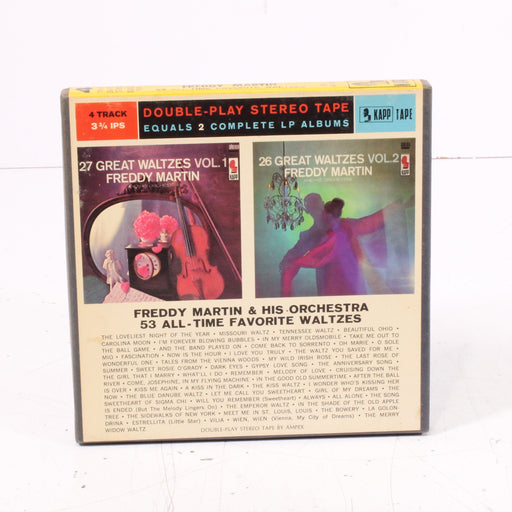 FREDDY MARTIN
4 TRACK
3¾ IPS
DOUBLE-PLAY STEREO TAPE
EQUALS 2 COMPLETE LP ALBUMS
KAPP TAPE
27 GREAT WALTZES VOL.1
FREDDY MARTIN
KAPP
26 GREAT WALTZES VOL.2
FREDDY MARTIN
KAPP
FREDDY MARTIN & HIS ORCHESTRA
53 ALL-TIME FAVORITE WALTZES
THE LOVELIEST NIGHT OF THE YEAR • MISSOURI WALTZ • TENNESSEE WALTZ • BEAUTIFUL OHIO •
CAROLINA MOON • I'M FOREVER BLOWING BUBBLES • IN MY MERRY OLDSMOBILE • TAKE ME OUT TO
THE BALL GAME • AND THE BAND PLAYED ON • COME BACK TO SORRENTO • OH MARIE • O SOLE
MIO • FASCINATION • NOW IS THE HOUR • I LOVE YOU TRULY • THE WALTZ YOU SAVED FOR ME •
WONDERFUL ONE • TALES FROM THE VIENNA WOODS • MY WILD IRISH ROSE • THE LAST ROSE OF
SUMMER • SWEET ROSIE O'GRADY • DARK EYES • GYPSY LOVE SONG • THE ANNIVERSARY SONG •
THE GIRL THAT I MARRY • WHAT'LL I DO • REMEMBER • MELODY OF LOVE • CRUISING DOWN THE
RIVER • COME, JOSEPHINE, IN MY FLYING MACHINE • IN THE GOOD OLD SUMMERTIME • AFTER THE BALL
IS OVER • KISS ME AGAIN • A KISS IN THE DARK • THE KISS WALTZ • I WONDER WHO'S KISSING HER
NOW • THE BLUE DANUBE WALTZ • LET ME CALL YOU SWEETHEART • GIRL OF MY DREAMS • THE
SWEETHEART OF SIGMA CHI • WILL YOU REMEMBER (Sweetheart) • ALWAYS • ALL ALONE • THE SONG
IS ENDED (But The Melody Lingers On) • THE EMPEROR WALTZ • IN THE SHADE OF THE OLD APPLE
TREE • THE SIDEWALKS OF NEW YORK • MEET ME IN ST. LOUIS, LOUIS • THE BOWERY • LA GOLON-
DRINA • ESTRELLITA (Little Star) • VILIA • WIEN, WIEN (Vienna, My City of Dreams) • THE MERRY
WIDOW WALTZ
DOUBLE-PLAY STEREO TAPE BY AMPEX